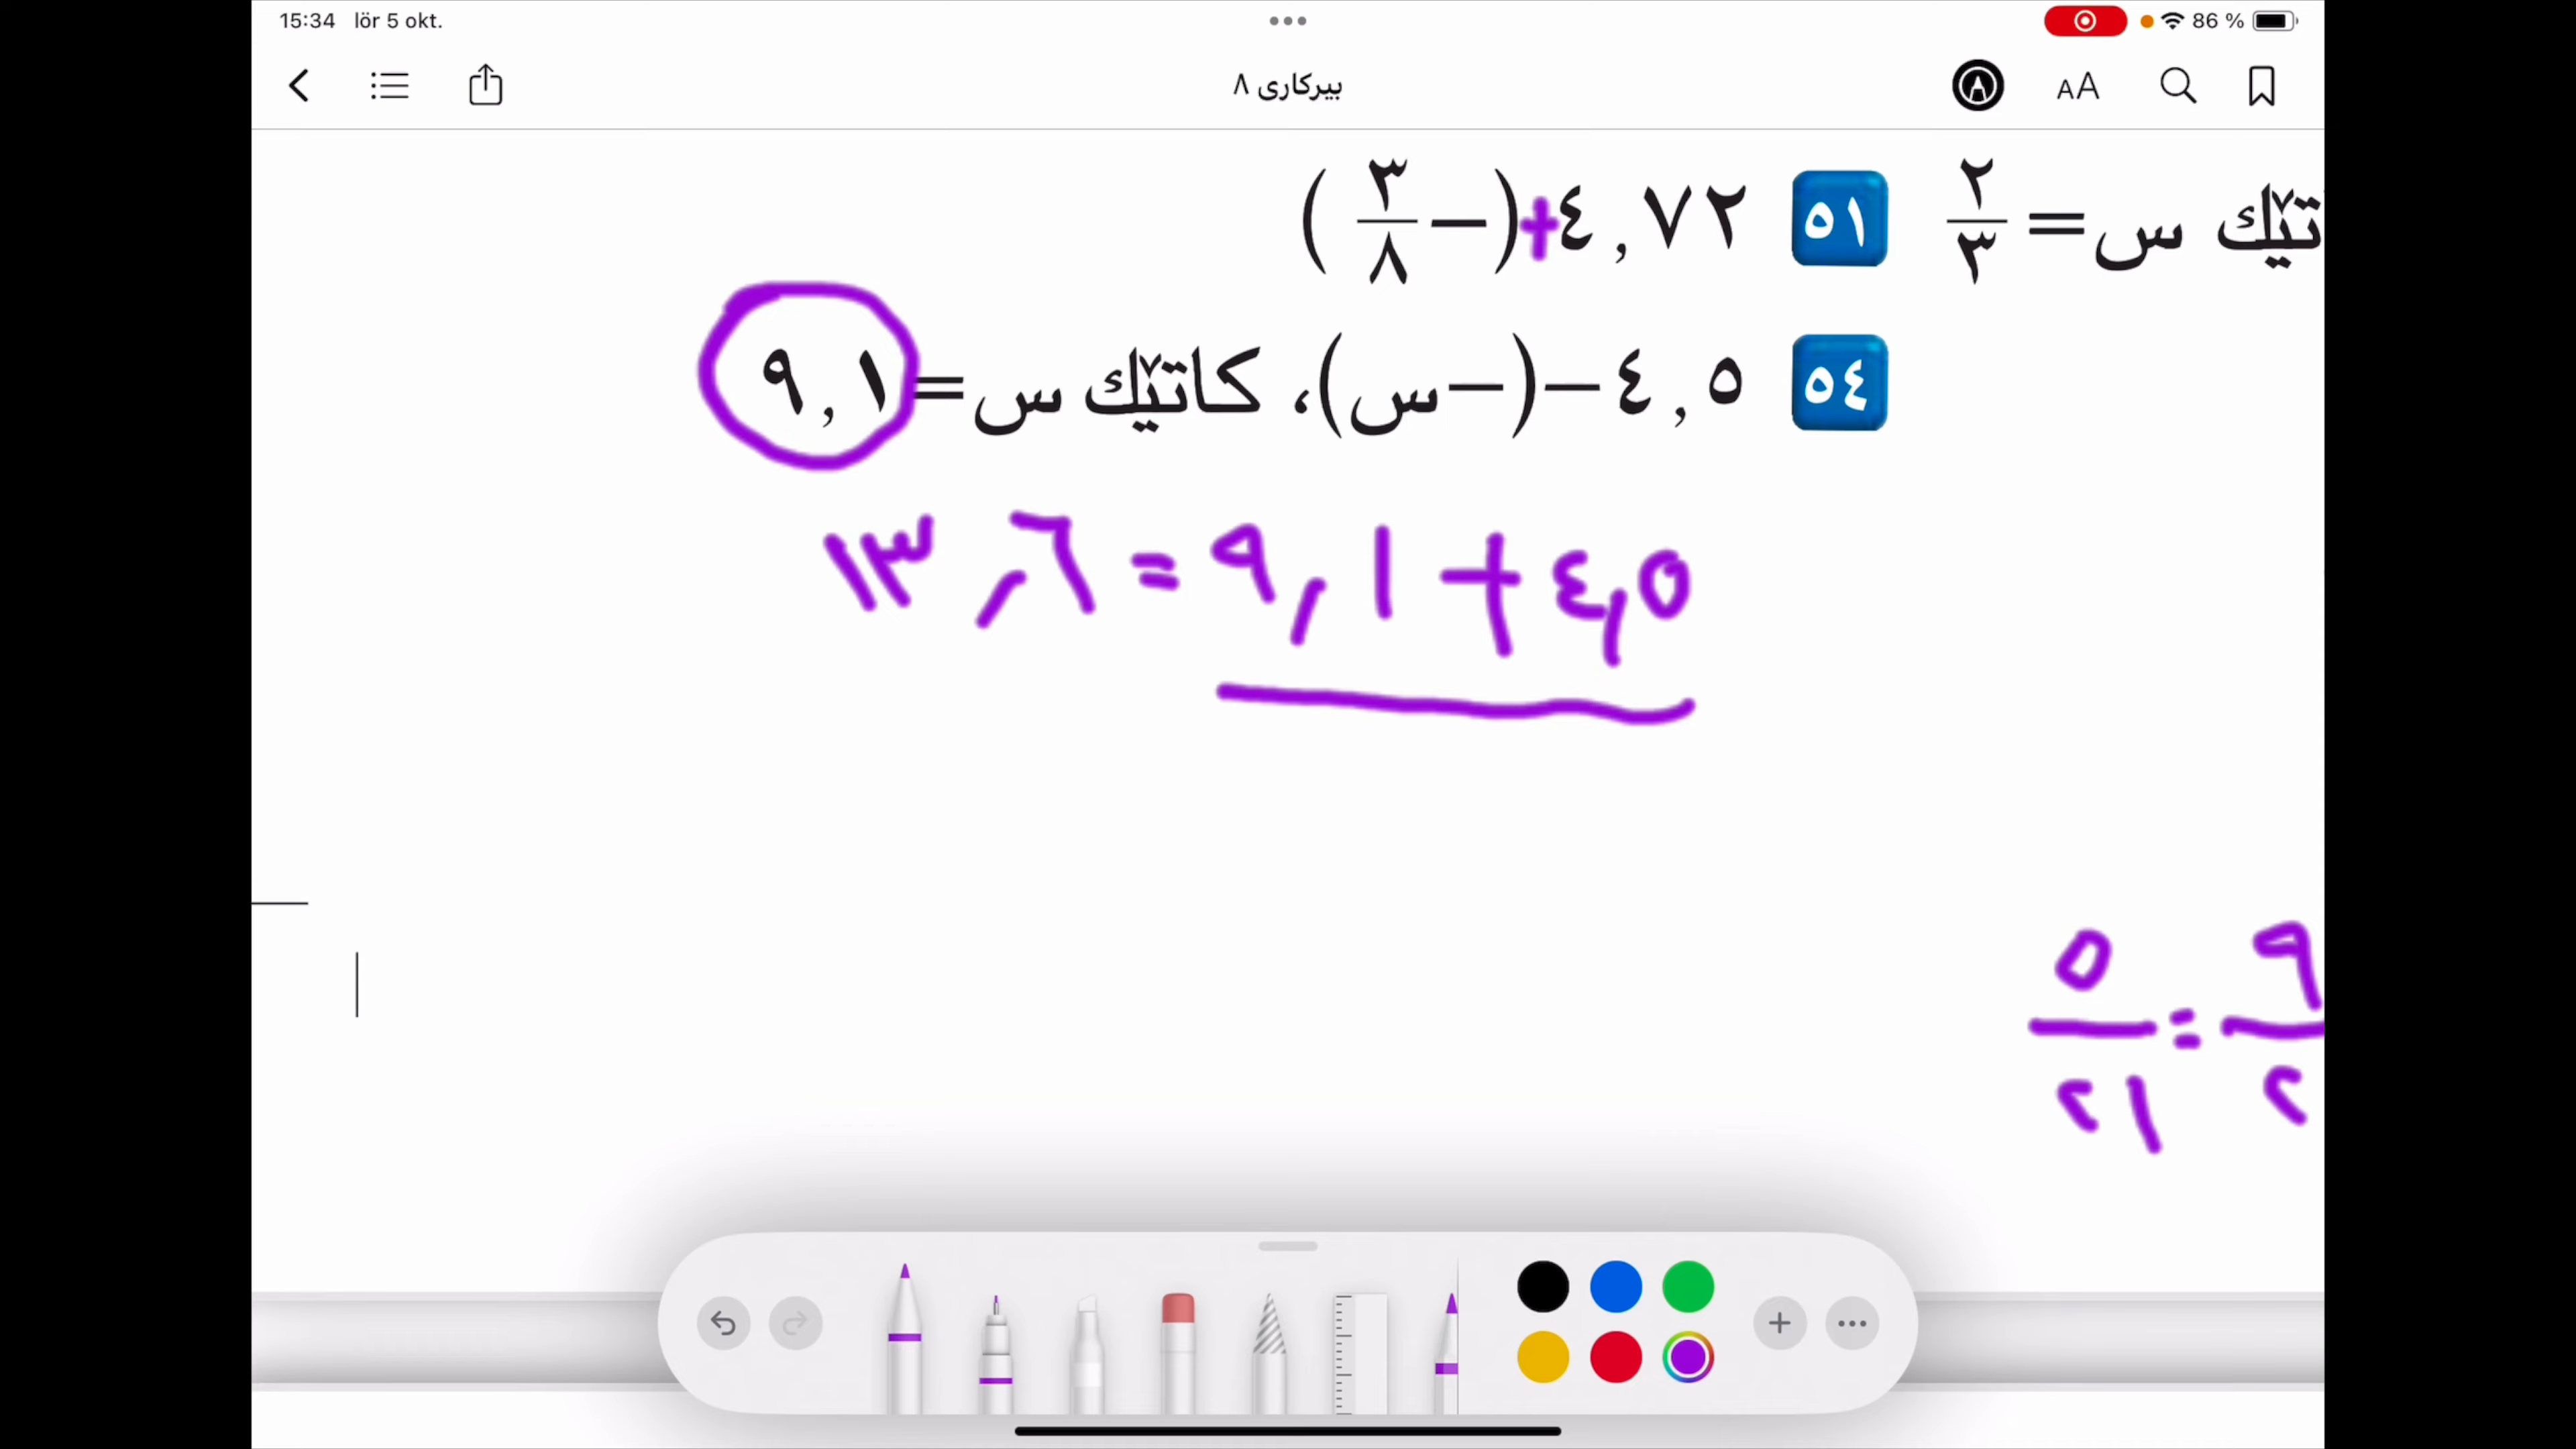 15:34 lör 5 okt.
86 %
بیرکاری ٨
AA
س= ٢/٣
٥١ ٤,٧٢+(−٣/٨)
٥٤ ٤,٥−(−س)، كاتێك س=٩,١
٤,٥+٩,١=١٣,٦
٩/٢ = ٥/٢١